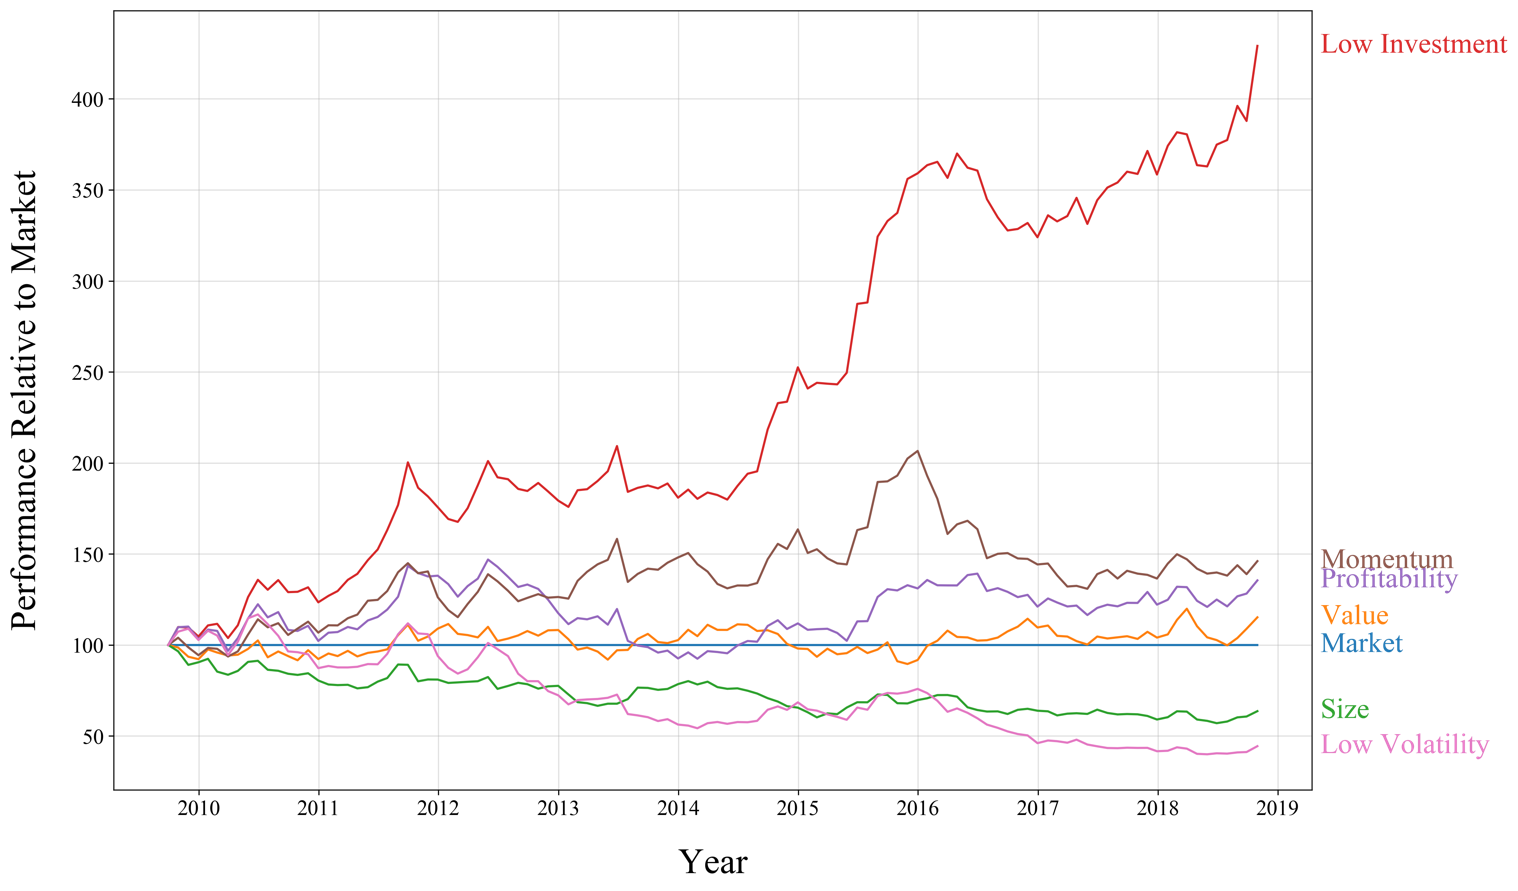 Performance Relative to Market
400
350
300
250
200
150
100
50
Low Investment
Momentum
Profitability
Value
Market
Size
Low Volatility
2010 2011 2012 2013 2014 2015 2016 2017 2018 2019
Year